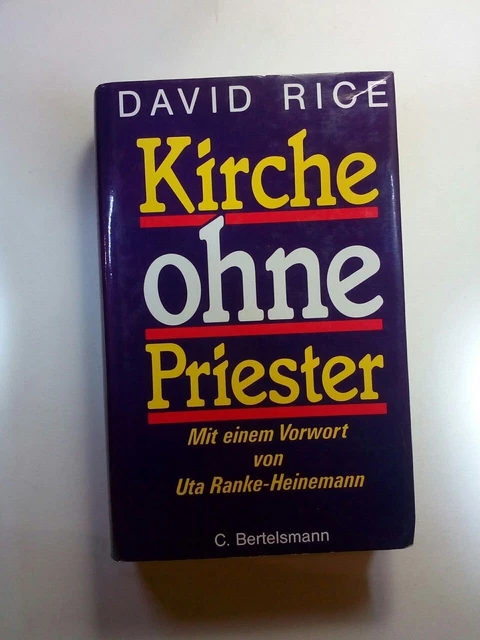 DAVID RICE
Kirche
ohne
Priester
Mit einem Vorwort
von
Uta Ranke-Heinemann
C. Bertelsmann